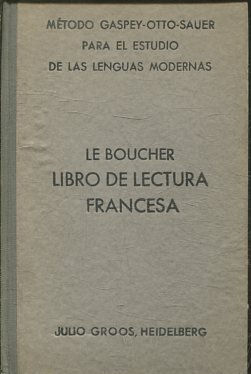 MÉTODO GASPEY-OTTO-SAUER
PARA EL ESTUDIO
DE LAS LENGUAS MODERNAS
LE BOUCHER
LIBRO DE LECTURA
FRANCESA
JULIO GROOS, HEIDELBERG